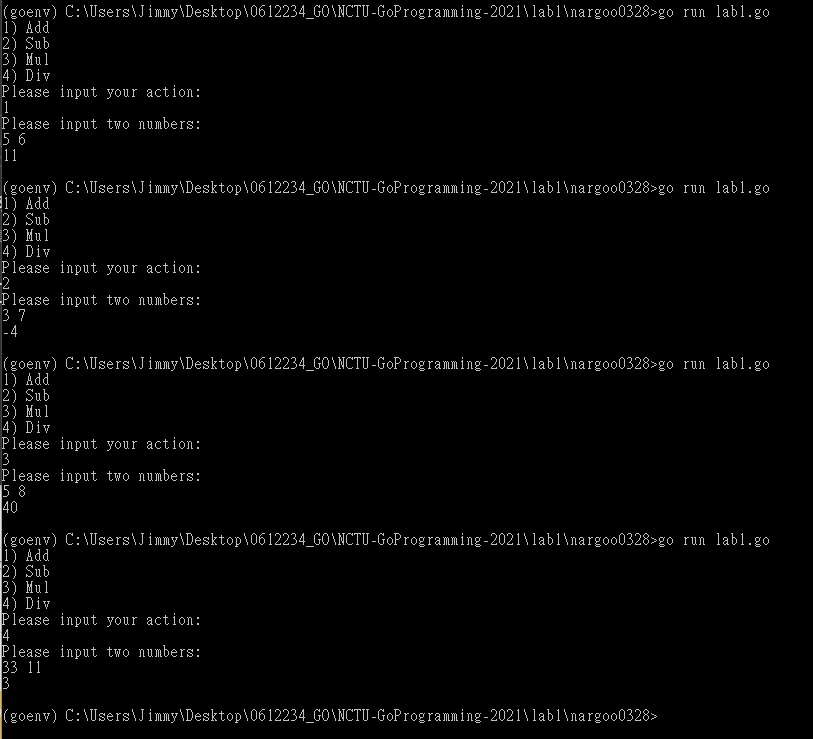 (goenv) C:\Users\Jimmy\Desktop\0612234_GO\NCTU-GoProgramming-2021\lab1\nargoo0328>go run lab1.go
1) Add
2) Sub
3) Mul
4) Div
Please input your action:
1
Please input two numbers:
5 6
11
(goenv) C:\Users\Jimmy\Desktop\0612234_GO\NCTU-GoProgramming-2021\lab1\nargoo0328>go run lab1.go
1) Add
2) Sub
3) Mul
4) Div
Please input your action:
2
Please input two numbers:
3 7
-4
(goenv) C:\Users\Jimmy\Desktop\0612234_GO\NCTU-GoProgramming-2021\lab1\nargoo0328>go run lab1.go
1) Add
2) Sub
3) Mul
4) Div
Please input your action:
3
Please input two numbers:
5 8
40
(goenv) C:\Users\Jimmy\Desktop\0612234_GO\NCTU-GoProgramming-2021\lab1\nargoo0328>go run lab1.go
1) Add
2) Sub
3) Mul
4) Div
Please input your action:
4
Please input two numbers:
33 11
3
(goenv) C:\Users\Jimmy\Desktop\0612234_GO\NCTU-GoProgramming-2021\lab1\nargoo0328>